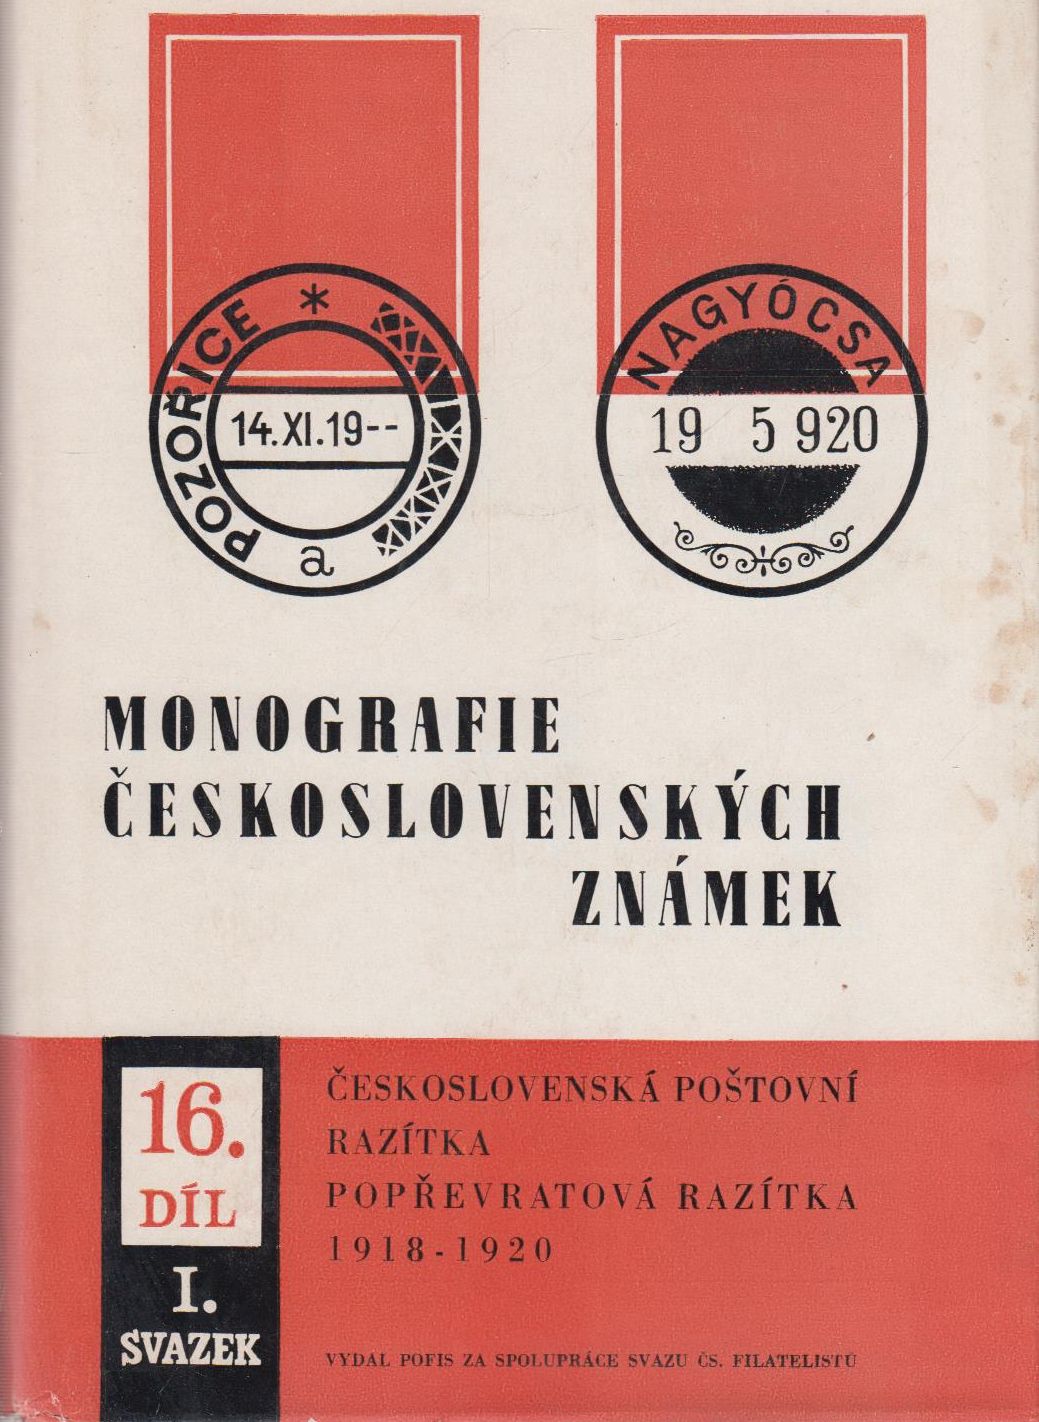 POZOŘICE *
14.XI.19--
a
NAGYÓCSA
19 5 920
MONOGRAFIE
ČESKOSLOVENSKÝCH
ZNÁMEK
16.
DÍL
I.
SVAZEK
ČESKOSLOVENSKÁ POŠTOVNÍ
RAZÍTKA
POPŘEVRATOVÁ RAZÍTKA
1918-1920
VYDAL POFIS ZA SPOLUPRÁCE SVAZU ČS. FILATELISTŮ